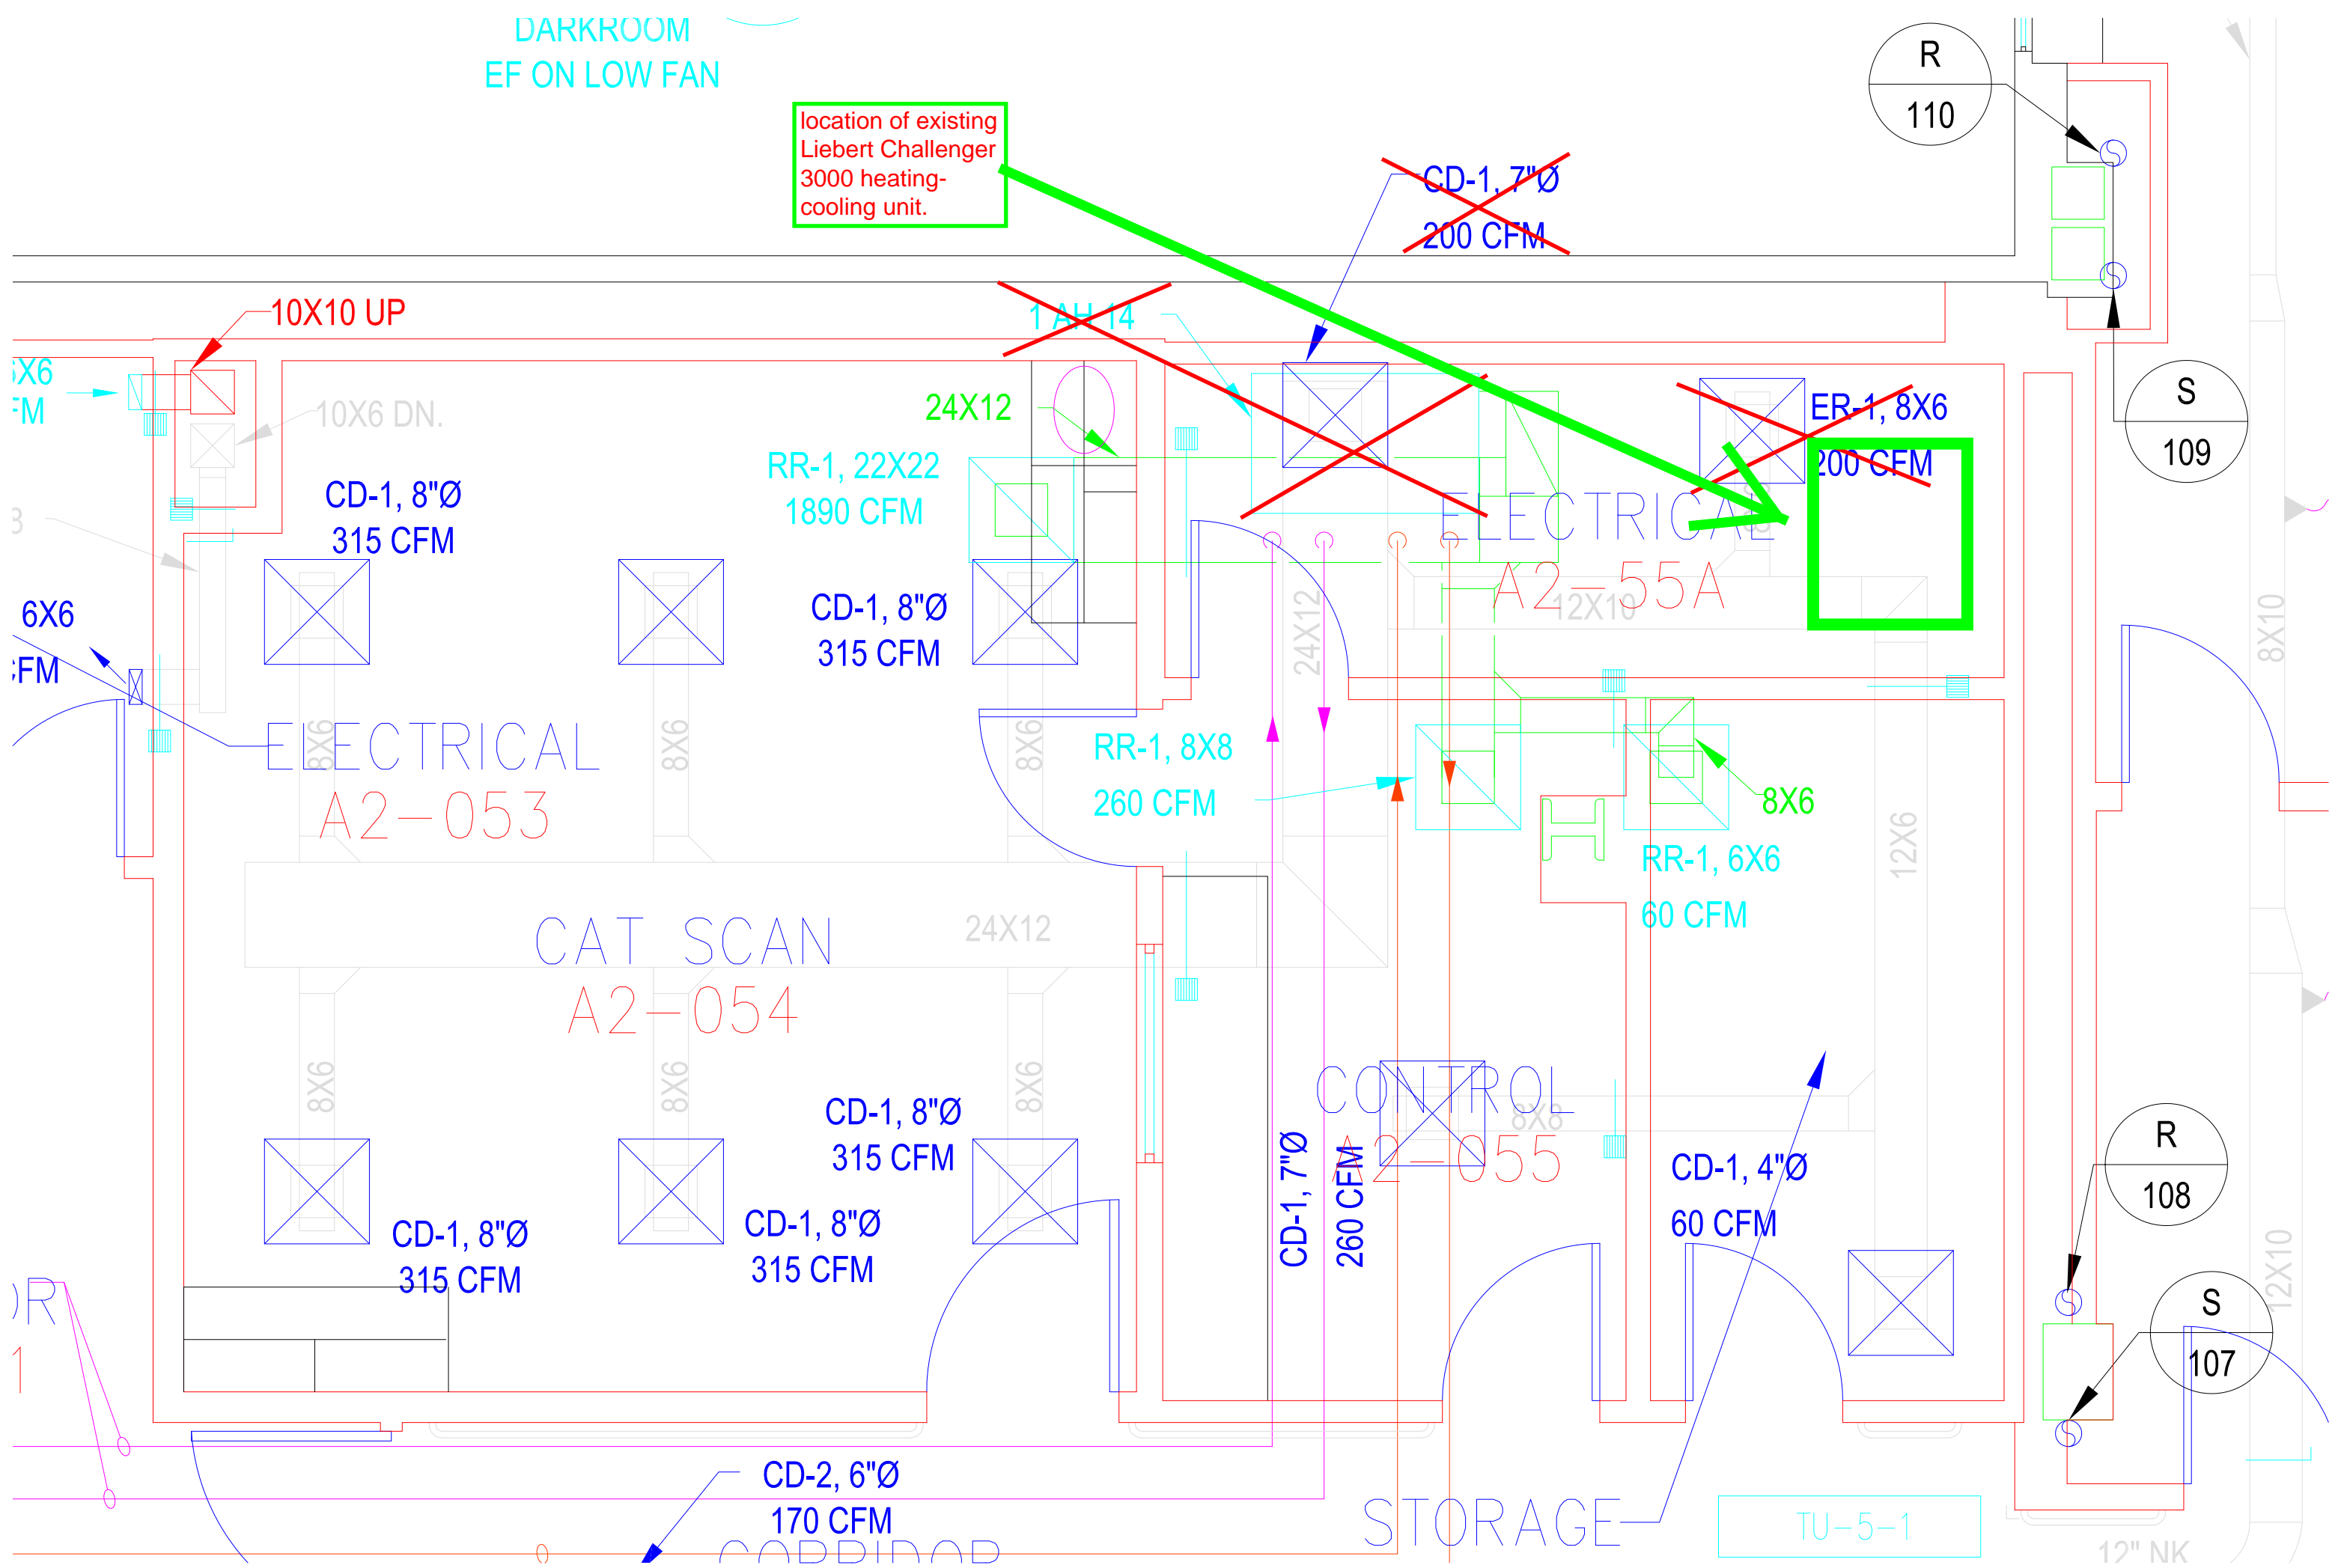 DARKROOM
EF ON LOW FAN
location of existing
Liebert Challenger
3000 heating-
cooling unit.
CD-1, 7"Ø
200 CFM
R
110
10X10 UP
1 AH 14
S
109
10X6 DN.
24X12
ER-1, 8X6
200 CFM
RR-1, 22X22
1890 CFM
CD-1, 8"Ø
315 CFM
ELECTRICAL
A2-55A
12X10
24X12
8X10
6X6
CFM
CD-1, 8"Ø
315 CFM
ELECTRICAL
A2-053
8X6
8X6
8X6
RR-1, 8X8
260 CFM
8X6
RR-1, 6X6
60 CFM
12X6
CAT SCAN
A2-054
24X12
8X6
8X6
8X6
CD-1, 8"Ø
315 CFM
CONTROL
A2-055
8X8
CD-1, 7"Ø
260 CFM
CD-1, 4"Ø
60 CFM
R
108
CD-1, 8"Ø
315 CFM
CD-1, 8"Ø
315 CFM
12X10
S
107
CD-2, 6"Ø
170 CFM
CORRIDOR
STORAGE
TU-5-1
12" NK